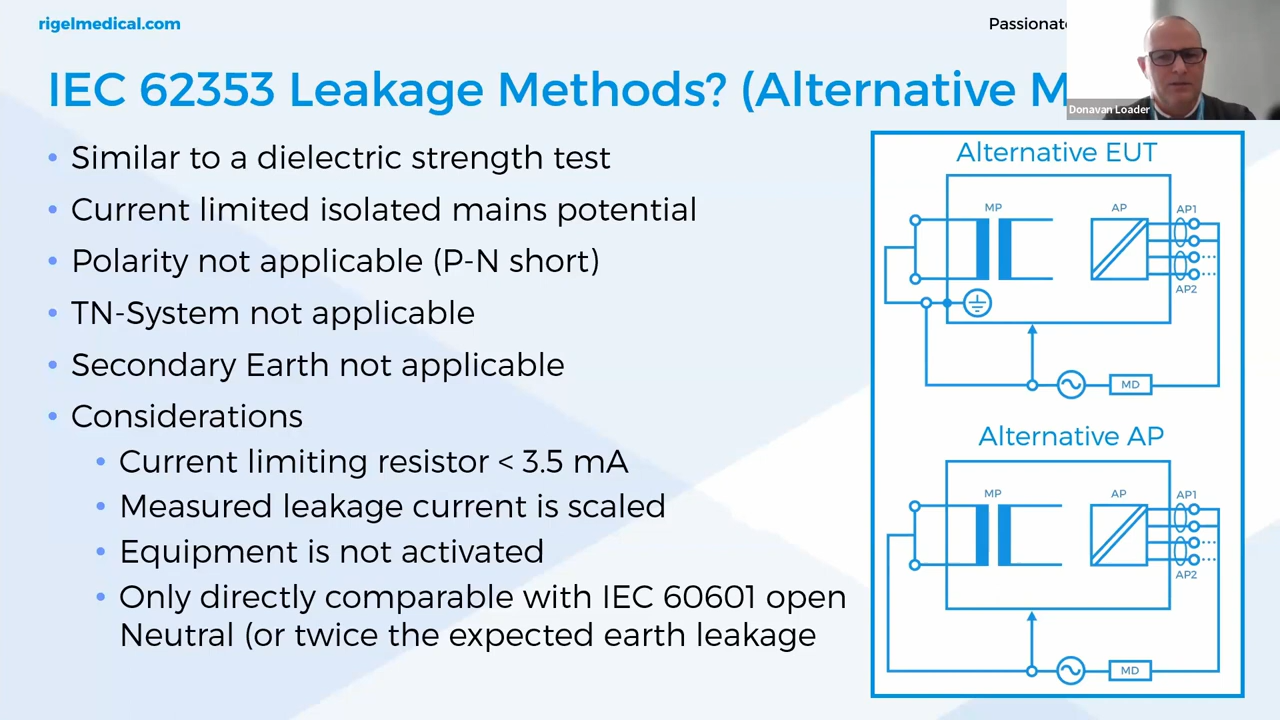 rigelmedical.com
Passionate
IEC 62353 Leakage Methods? (Alternative M
Donavan Loader
• Similar to a dielectric strength test
• Current limited isolated mains potential
• Polarity not applicable (P-N short)
• TN-System not applicable
• Secondary Earth not applicable
• Considerations
• Current limiting resistor < 3.5 mA
• Measured leakage current is scaled
• Equipment is not activated
• Only directly comparable with IEC 60601 open
Neutral (or twice the expected earth leakage
Alternative EUT
MP
AP
AP1
AP2
MD
Alternative AP
MP
AP
AP1
AP2
MD